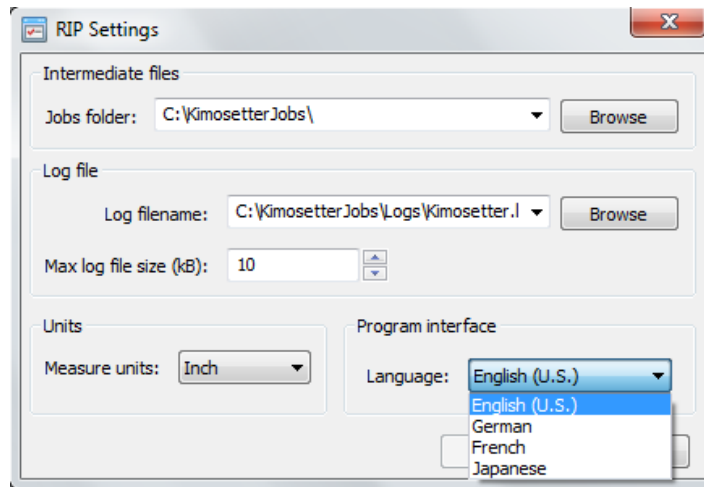 RIP Settings
Intermediate files
Jobs folder: C:\KimosetterJobs\ Browse
Log file
Log filename: C:\KimosetterJobs\Logs\Kimosetter.l Browse
Max log file size (kB): 10
Units
Measure units: Inch
Program interface
Language: English (U.S.)
English (U.S.)
German
French
Japanese